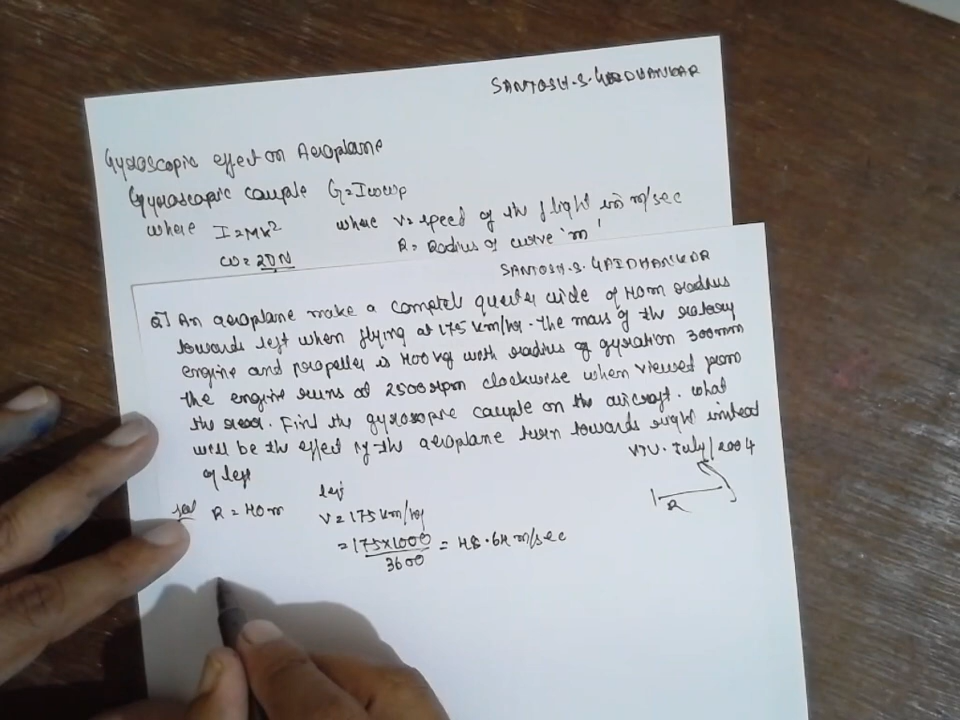 SANTOSH.S.GAIDHANKAR
Gyroscopic effect on Aeroplane
Gyroscopic couple G=Iωωp
where I=Mk² where V=speed of the flight in m/sec
ω=2πN R= Radius of curve 'm'
SANTOSH.S.GAIDHANKAR
Q] An aeroplane make a complet quarter circle of 40m radius
towards left when flying at 175 km/hr. The mass of the rotary
engine and propeller is 400 kg with radius of gyration 300mm
The engine runs at 2500 rpm clockwise when viewed from
the rear. Find the gyroscopic couple on the aircraft. What
will be the effect if the aeroplane turn towards right instead
of left
VTU. July/2004
left
R
Sol R = 40m V = 175 km/hr
= 175×1000 = 48.64 m/sec
3600